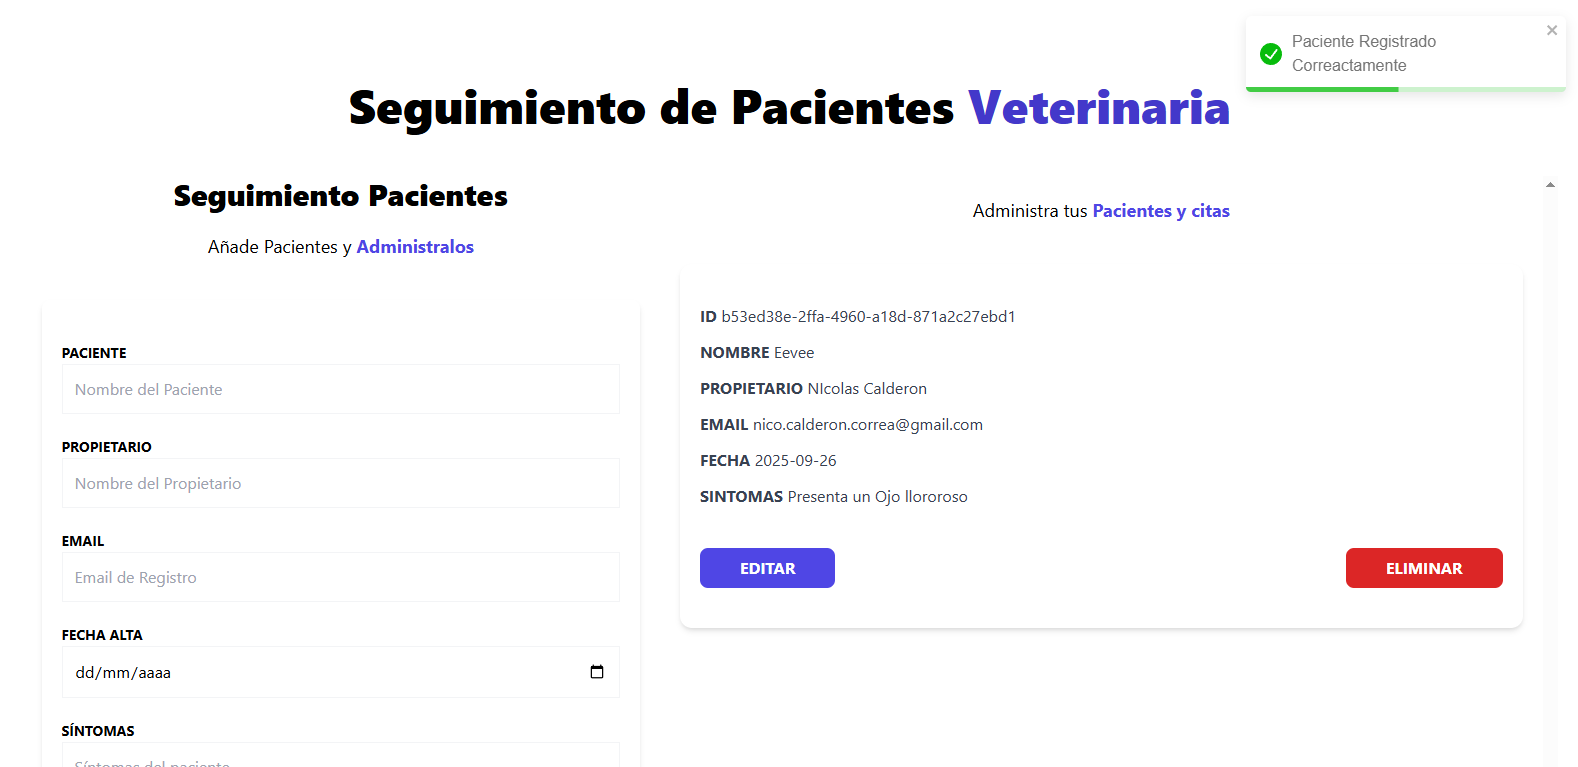 Paciente Registrado
Correactamente
Seguimiento de Pacientes Veterinaria
Seguimiento Pacientes
Añade Pacientes y Administralos
PACIENTE
Nombre del Paciente
PROPIETARIO
Nombre del Propietario
EMAIL
Email de Registro
FECHA ALTA
dd/mm/aaaa
SÍNTOMAS
Síntomas del paciente
Administra tus Pacientes y citas
ID b53ed38e-2ffa-4960-a18d-871a2c27ebd1
NOMBRE Eevee
PROPIETARIO NIcolas Calderon
EMAIL nico.calderon.correa@gmail.com
FECHA 2025-09-26
SINTOMAS Presenta un Ojo llororoso
EDITAR
ELIMINAR